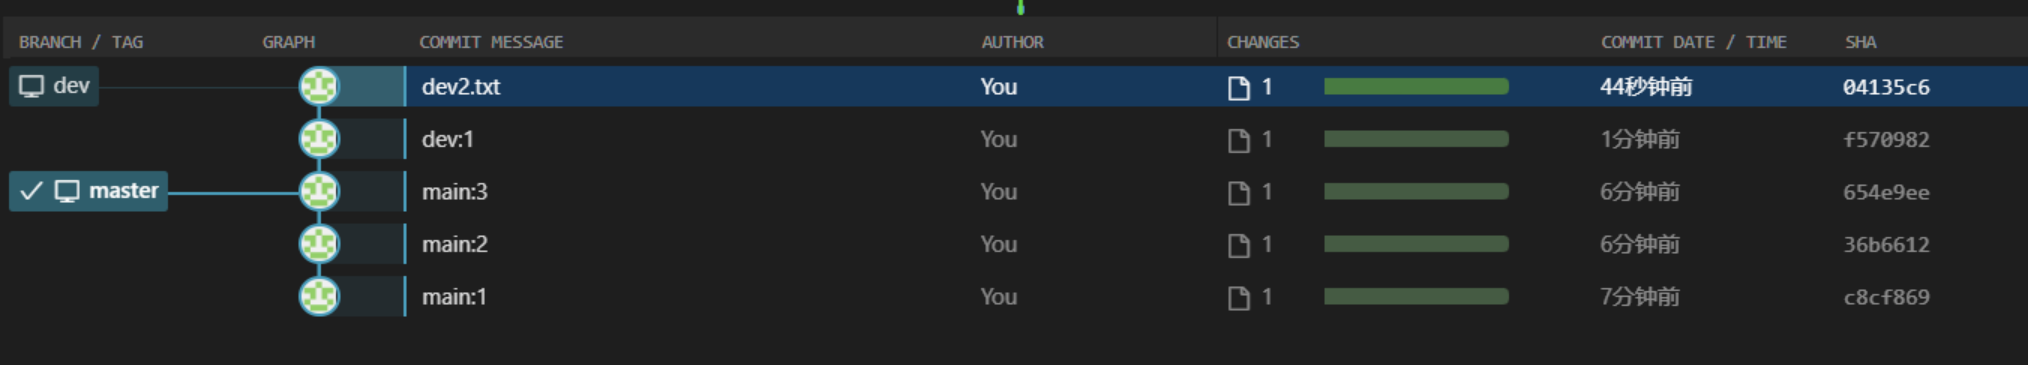 BRANCH / TAG GRAPH COMMIT MESSAGE AUTHOR CHANGES COMMIT DATE / TIME SHA
dev dev2.txt You 1 44秒钟前 04135c6
dev:1 You 1 1分钟前 f570982
master main:3 You 1 6分钟前 654e9ee
main:2 You 1 6分钟前 36b6612
main:1 You 1 7分钟前 c8cf869